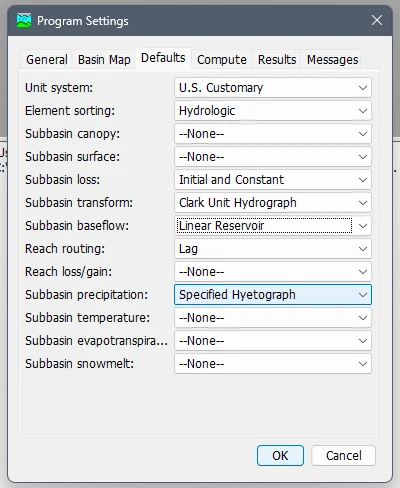 Program Settings
General Basin Map Defaults Compute Results Messages
Unit system: U.S. Customary
Element sorting: Hydrologic
Subbasin canopy: --None--
Subbasin surface: --None--
Subbasin loss: Initial and Constant
Subbasin transform: Clark Unit Hydrograph
Subbasin baseflow: Linear Reservoir
Reach routing: Lag
Reach loss/gain: --None--
Subbasin precipitation: Specified Hyetograph
Subbasin temperature: --None--
Subbasin evapotranspira... --None--
Subbasin snowmelt: --None--
OK Cancel